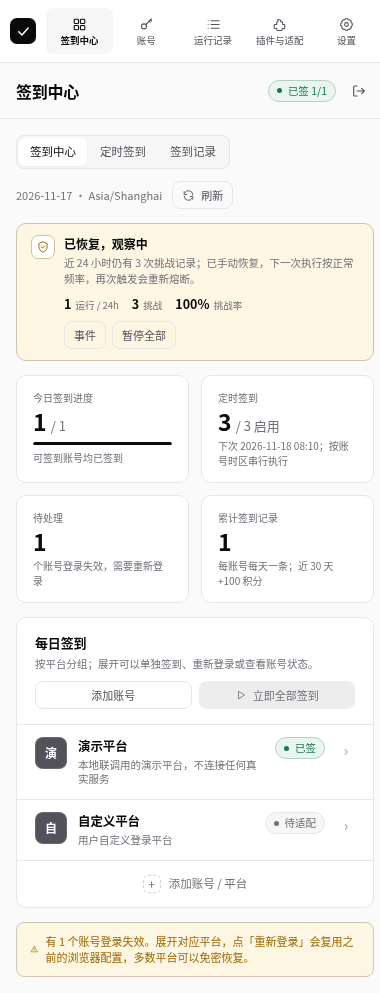 签到中心
账号
运行记录
插件与适配
设置
签到中心
已签 1/1
签到中心
定时签到
签到记录
2026-11-17 • Asia/Shanghai
刷新
已恢复，观察中
近 24 小时仍有 3 次挑战记录；已手动恢复，下一次执行按正常
频率，再次触发会重新熔断。
1 运行 / 24h 3 挑战 100% 挑战率
事件
暂停全部
今日签到进度
1 / 1
可签到账号均已签到
定时签到
3 / 3 启用
下次 2026-11-18 08:10；按账
号时区串行执行
待处理
1
个账号登录失效，需要重新登
录
累计签到记录
1
每账号每天一条；近 30 天
+100 积分
每日签到
按平台分组；展开可以单独签到、重新登录或查看账号状态。
添加账号
立即全部签到
演
演示平台
本地联调用的演示平台，不连接任何真
实服务
已签
自
自定义平台
用户自定义登录平台
待适配
添加账号 / 平台
有 1 个账号登录失效。展开对应平台，点「重新登录」会复用之
前的浏览器配置，多数平台可以免密恢复。